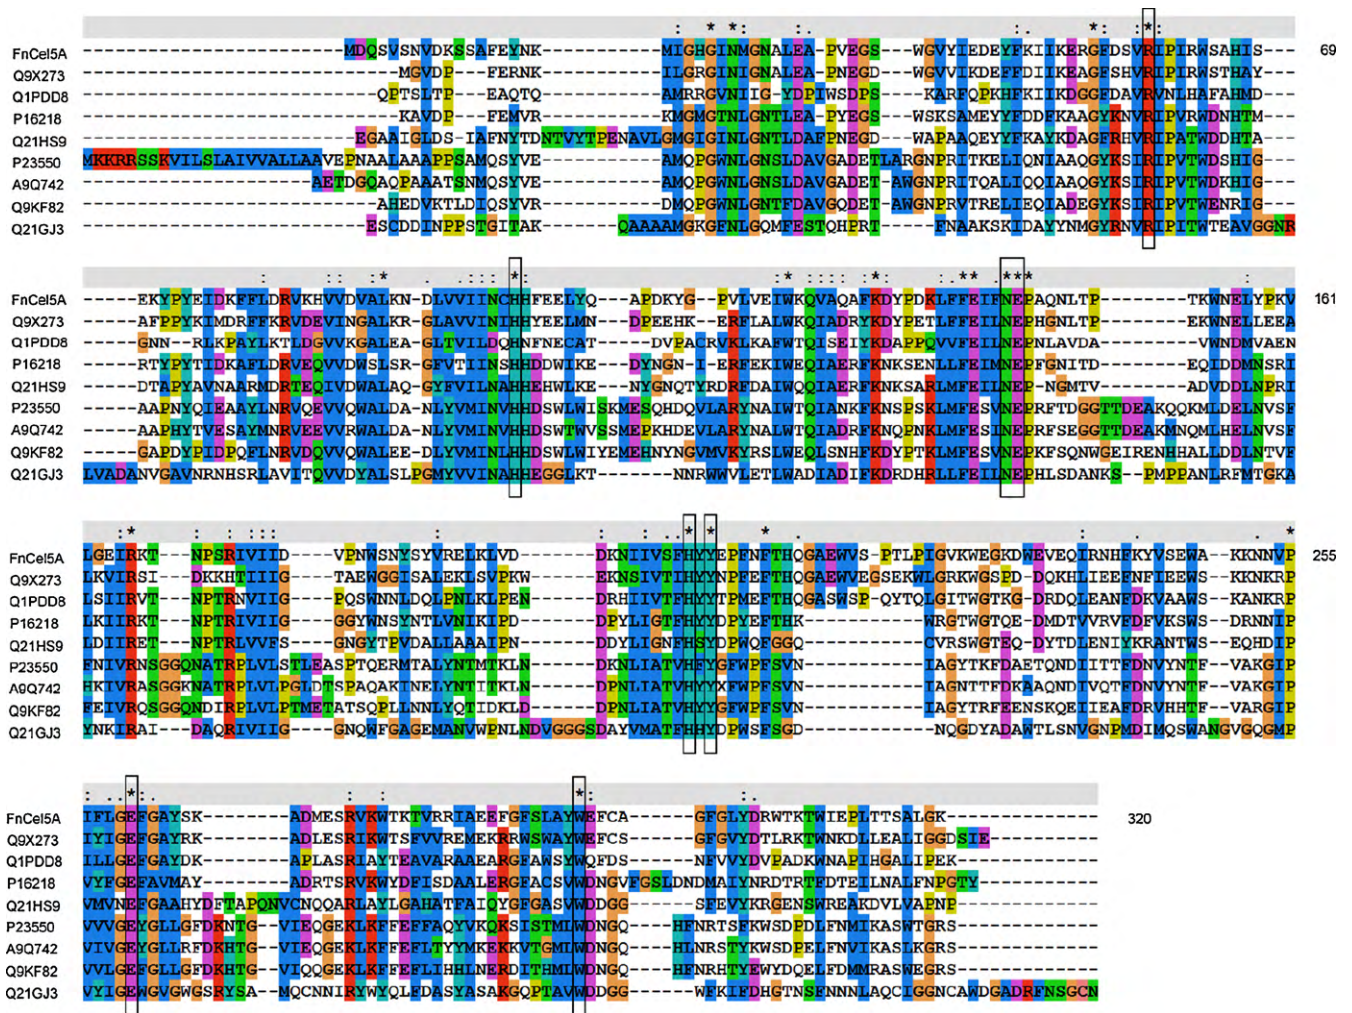 : * *. : . : . * : : * :
FnCel5A ------------------------MDQSVSNVDKSSAFEYNK------------MIGHGINMGNALEA-PVEGS---WGVYIEDEYFKIIKERGFDSVRIPIRWSAHIS--- 69
Q9X273 -----------------------------MGVDP---FERNK------------ILGRGINIGNALEA-PNEGD---WGVVIKDEFFDIIKEAGFSHVRIPIRWSTHAY---
Q1PDD8 ---------------------------QPTSLTP---EAQTQ------------AMRRGVNIIG-YDPIWSDPS---KARFQPKHFKIIKDGGFDAVRVNLHAFAHMD---
P16218 ---------------------------KAVDP---FEMVR------------KMGMGTNLGNTLEA-PYEGS---WSKSAMEYYFDDFKAAGYKNVRIPVRWDNHTM---
Q21HS9 -------------------------EGAAIGLDS-IAFNYTDNTVYTPENAVLGMGIGINLGNTLDAFPNEGD---WAPAAQEYYFKAYKDAGFRHVRIPATWDDHTA---
P23550 MKKRRSSKVILSLAIVVALLAAVEPNAALAAAPPSAMQSYVE------------AMQPGWNLGNSLDAVGADETLARGNPRITKELIQNIAAQGYKSIRIPVTWDSHIG---
A9Q742 ---------------------AETDGQAQPAAATSNMQSYVE------------AMQPGWNLGNSLDAVGADET-AWGNPRITQALIQQIAAQGYKSIRIPVTWDKHIG---
Q9KF82 ---------------------------AHEDVKTLDIQSYVR------------DMQPGWNLGNTFDAVGQDET-AWGNPRVTRELIEQIADEGYKSIRIPVTWENRIG---
Q21GJ3 --------------------------ESCDDINPPSTGITAK-------QAAAAMGKGFNLGQMFESTQHPRT-----FNAAKSKIDAYYNMGYRNVRIPITWTEAVGGNR
: : : . * : : : : * : . * : : : : * : . : * * : * * * :
FnCel5A -----EKYPYEIDKFFLDRVKHVVDVALKN-DLVVIINCHHFEELYQ---APDKYG--PVLVEIWKQVAQAFKDYPDKLFFEIFNEPAQNLTP--------TKWNELYPKV 161
Q9X273 -----AFPPYKIMDRFFKRVDEVINGALKR-GLAVVINIHHYEELMN---DPEEHK--ERFLALWKQIADRYKDYPETLFFEILNEPHGNLTP--------EKWNELLEEA
Q1PDD8 -----GNN--RLKPAYLKTLDGVVKGALEA-GLTVILDQHNFNECAT-----DVPACRVKLKAFWTQISEIYKDAPPQVVFEILNEPNLAVDA--------VWNDMVAEN
P16218 -----RTYPYTIDKAFLDRVEQVVDWSLSR-GFVTIINSHHDDWIKE----DYNGN-IERFEKIWEQIAERFKNKSENLLFEIMNEPFGNITD--------EQIDDMNSRI
Q21HS9 -----DTAPYAVNAARMDRTEQIVDWALAQ-GYFVILNAHHEHWLKE---NYGNQTYRDRFDAIWQQIAERFKNKSARLMFEIMNEP-NGMTV--------ADVDDLNPRI
P23550 -----AAPNYQIEAAYLNRVQEVVQWALDA-NLYVMINVHHDSWLWISKMESQHDQVLARYNAIWTQIANKFKNSPSKLMFESVNEPRFTDGGTTDEAKQQKMLDELNVSF
A9Q742 -----AAPHYTVESAYMNRVEEVVRWALDA-NLYVMINVHHDSWTWVSSMEPKHDEVLARYNALWTQIADRFKNQPNKLMFESINEPRFSEGGTTDEAKMNQMLHELNVSF
Q9KF82 -----GAPDYPIDPQFLNRVDQVVQWALEE-DLYVMINLHHDSWLWIYEMEHNYNGVMVKYRSLWEQLSNHFKDYPTKLMFESVNEPKFSQNWGEIRENHHALLDDLNTVF
Q21GJ3 LVADANVGAVNRNHSRLAVITQVVDYALSLPGMYVVINAHHEGGLKT------NNRWWVLETLWADIADIFKDRDHRLLFEILNEPHLSDANKS-PMPPANLRFMTGKA
: * : : : : : : . : * * * : . . . *
FnCel5A LGEIRKT---NPSRIVIID-----VPNWSNYSYVRELKLVD------DKNIIVSFHYYEPFNFTHQGAEWVS-PTLPIGVKWEGKDWEVEQIRNHFKYVSEWA--KKNNVP 255
Q9X273 LKVIRSI---DKKHTIIIG-----TAEWGGISALEKLSVPKW-----EKNSIVTIHYYNPFEFTHQGAEWVEGSEKWLGRKWGSPD-DQKHLIEEFNFIEEWS--KKNKRP
Q1PDD8 LSIIRVT---NPTRNVIIG-----PQSWNNLDQLPNLKLPEN-----DRHIIVTFHYYTPMEFTHQGASWSP-QYTQLGITWGTKG-DRDQLEANFDKVAAWS--KANKRP
P16218 LKIIRKT---NPTRIVIIG-----GGYWNSYNTLVNIKIPD------DPYLIGTFHYYDPYEFTHK------------WRGTWGTQE-DMDTVVRVFDFVKSWS--DRNNIP
Q21HS9 LDIIRET---NPTRLVVFS-----GNGYTPVDALLAAAIPN------DDYLIGNFHSYDPWQFGGQ------------CVRSWGTEQ-DYTDLENIYKRANTWS--EQHDIP
P23550 FNIVRNSGGQNATRPLVLSTLEASPTQERMTALYNTMTKLN------DKNLIATVHFYGFWPFSVN------------IAGYTKFDAETQNDIITTFDNVYNTF--VAKGIP
A9Q742 HKIVRASGGKNATRPLVLPGLDTSPAQAKINELYNTITKLN------DPNLIATVHYYXFWPFSVN------------IAGNTTFDKAAQNDIVQTFDNVYNTF--VAKGIP
Q9KF82 FEIVRQSGGQNDIRPLVLPTMETATSQPLLNNLYQTIDKLD------DPNLIATVHYYGFWPFSVN------------IAGYTRFEENSKQEIIEAFDRVHHTF--VARGIP
Q21GJ3 YNKIRAI---DAQRIVIIG-----GNQWFGAGEMANVWPNLNDVGGGSDAYVMATFHHYDPWSFSGD------------NQGDYADAWTLSNVGNPMDIMQSWANGVGQGMP
: . . * : . : : : * : : .
FnCel5A IFLGEFGAYSK----------ADMESRVKWTKTVRRIAEEFGFSLAYWEFCA------GFGLYDRWTKTWIEPLTTSALGK-------------- 320
Q9X273 IYIGEFGAYRK----------ADLESRIKWTSFVVREMEKRRWSWAYWEFCS------GFGVYDTLRKTWNKDLLEALIGGDSIE----------
Q1PDD8 ILLGEFGAYDK----------APLASRIAYTEAVARAAEARGFAWSYWQFDS------NFVVYDVPADKWNAPIHGALIPEK-------------
P16218 VYFGEFAVMAY----------ADRTSRVKWYDFISDAALERGFACSVWDNGVFGSLDNDMAIYNRDTRTFDTEILNALFNPGTY-----------
Q21HS9 VMVNEFGAAHYDFTAPQNVCNQQARLAYLGAHATFAIQYGFGASVWDDGG------SFEVYKRGENSWREAKDVLVAPNP-------------
P23550 VVVGEYGLLGFDKNTG---VIEQGEKLKFFEFFAQYVKQKSISTMLWDNGQ----HFNRTSFKWSDPDLFNMIKASWTGRS-------------
A9Q742 VIVGEYGLLRFDKHTG---VIEQGEKLKFFEFLTYYMKEKKVTGMLWDNGQ----HLNRSTYKWSDPELFNVIKASLKGRS-------------
Q9KF82 VVLGEFGLLGFDKHTG---VIQQGEKLKFFEFLIHHLNERDITHMLWDNGQ----HFNRHTYEWYDQELFDMMRASWEGRS-------------
Q21GJ3 VYIGEWGVGWGSRYSA---MQCNNIRYWYQLFDASYASAKGQPTAVWDDGG------WFKIFDHGTNSFNNNLAQCIGGNCAWDGADRFNSGCN